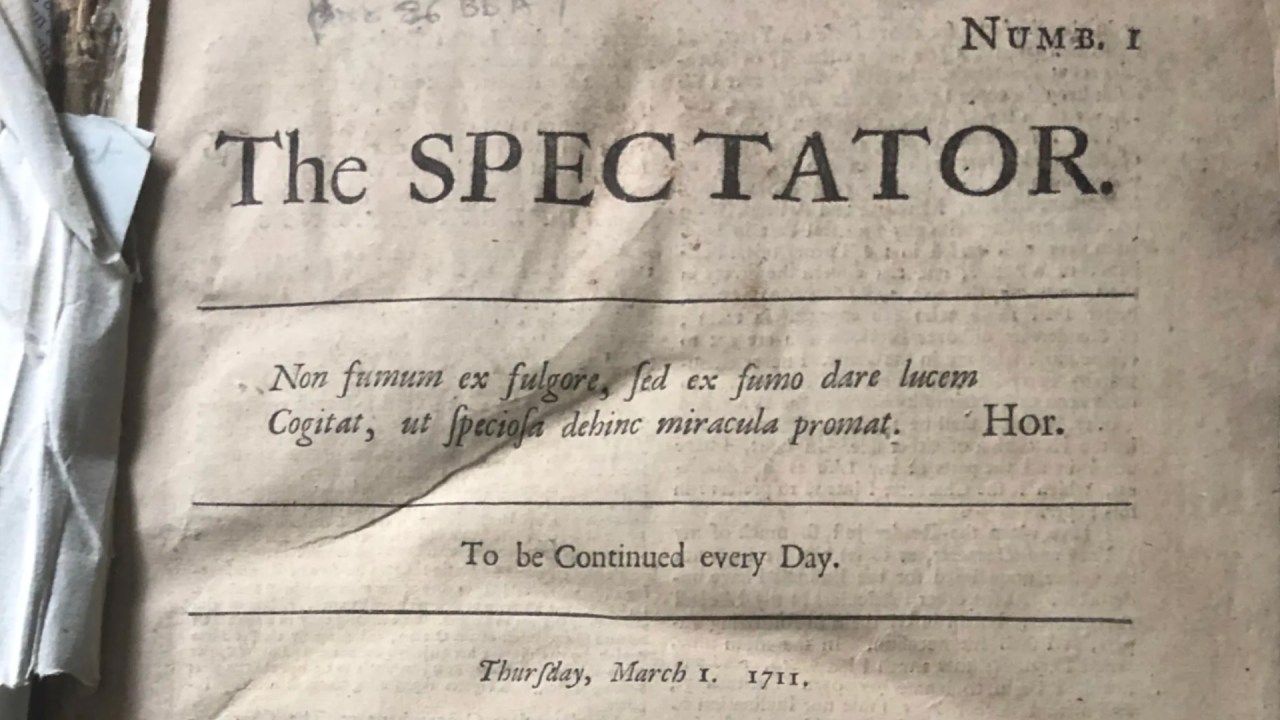 NUMB. 1
The SPECTATOR.
Non fumum ex fulgore, ſed ex fumo dare lucem
Cogitat, ut ſpecioſa dehinc miracula promat. Hor.
To be Continued every Day.
Thurſday, March 1. 1711.